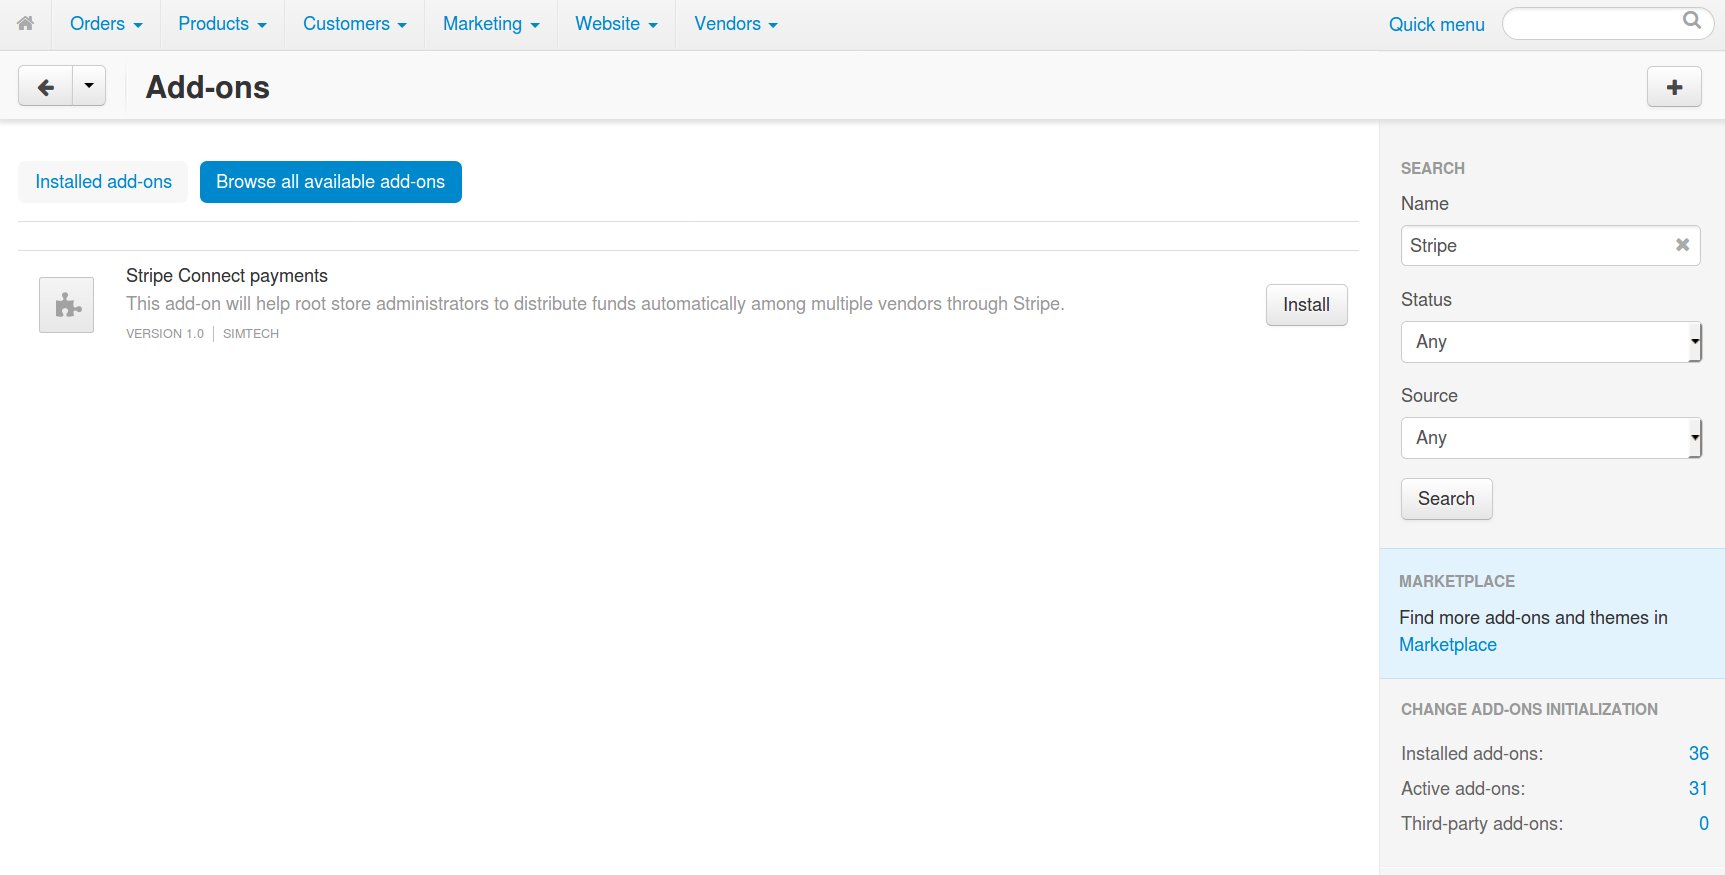 Orders
Products
Customers
Marketing
Website
Vendors
Quick menu
Add-ons
Installed add-ons
Browse all available add-ons
Stripe Connect payments
This add-on will help root store administrators to distribute funds automatically among multiple vendors through Stripe.
VERSION 1.0 | SIMTECH
Install
SEARCH
Name
Stripe
Status
Any
Source
Any
Search
MARKETPLACE
Find more add-ons and themes in
Marketplace
CHANGE ADD-ONS INITIALIZATION
Installed add-ons: 36
Active add-ons: 31
Third-party add-ons: 0